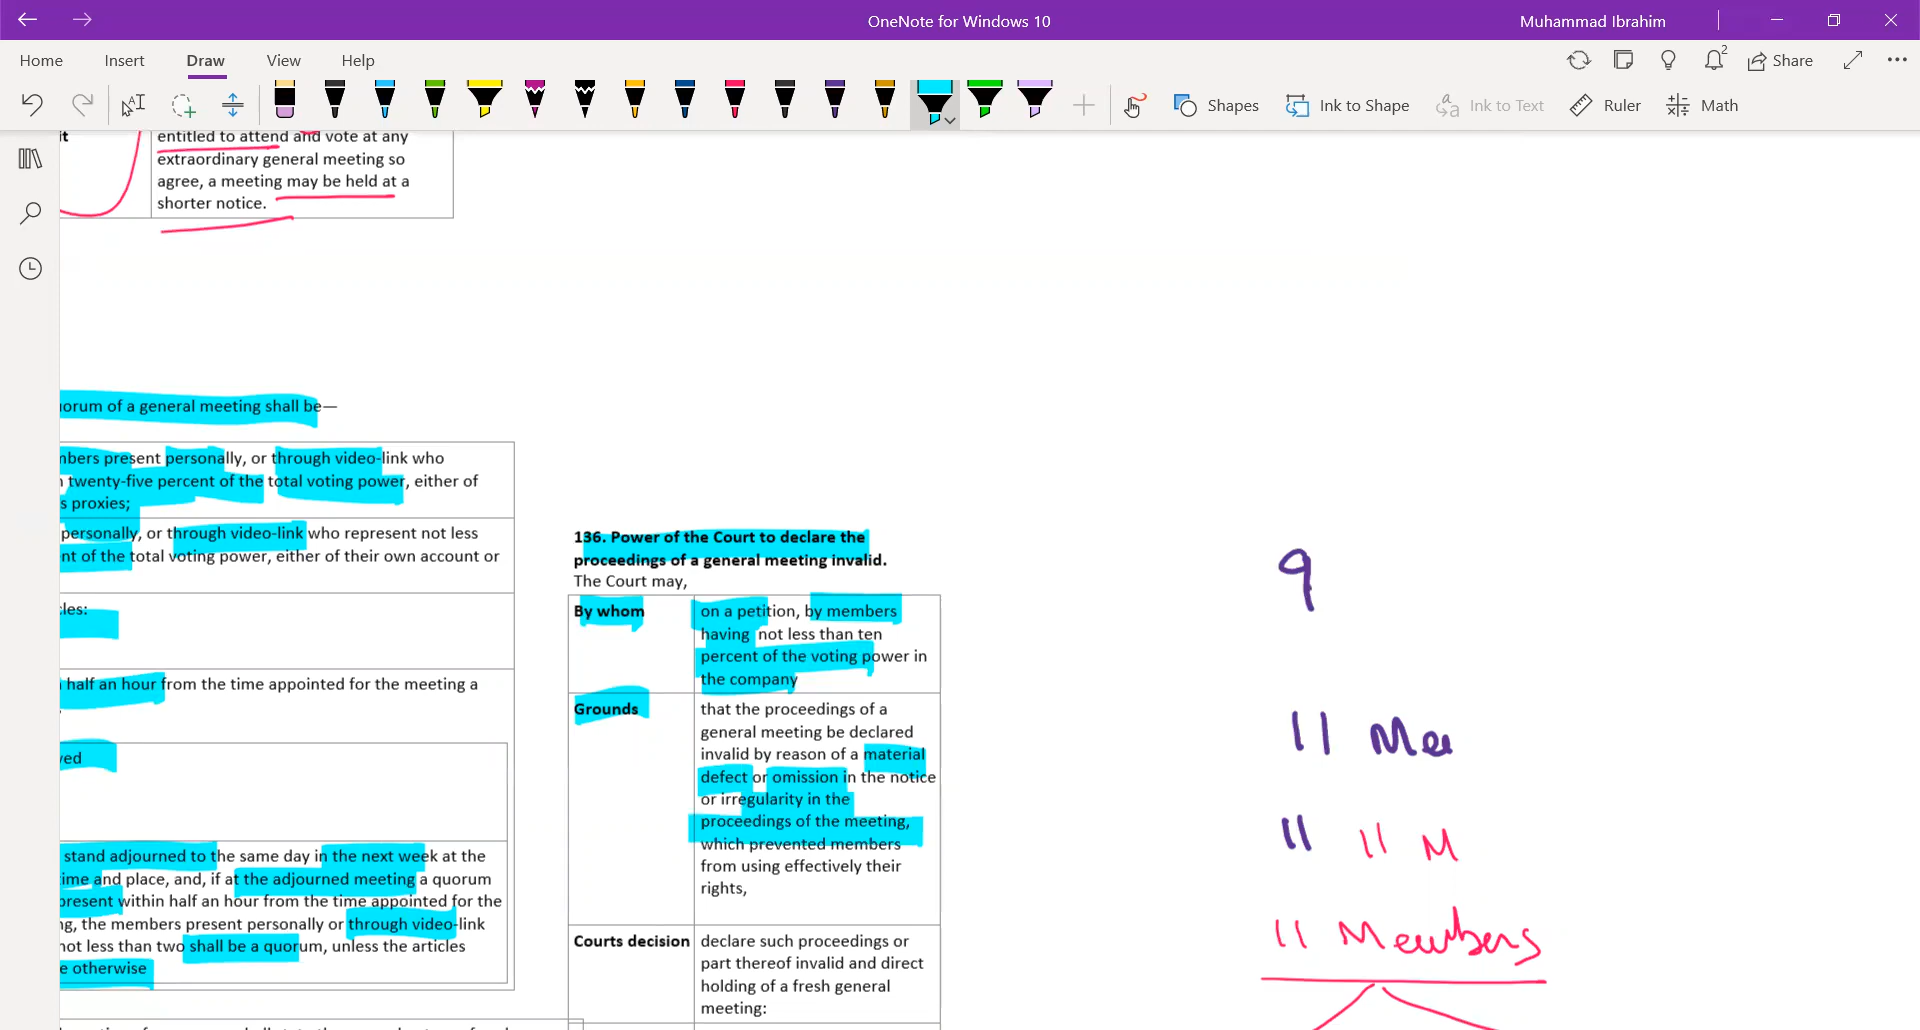 OneNote for Windows 10
Muhammad Ibrahim
Home Insert Draw View Help
2
Share
Shapes
Ink to Shape
Ink to Text
Ruler
Math
entitled to attend and vote at any
extraordinary general meeting so
agree, a meeting may be held at a
shorter notice.
of a general meeting shall be—
present personally, or through video-link who
twenty-five percent of the total voting power, either of
proxies;
personally, or through video-link who represent not less
of the total voting power, either of their own account or
half an hour from the time appointed for the meeting a
stand adjourned to the same day in the next week at the
and place, and, if at the adjourned meeting a quorum
present within half an hour from the time appointed for the
the members present personally or through video-link
not less than two shall be a quorum, unless the articles
otherwise
136. Power of the Court to declare the
proceedings of a general meeting invalid.
The Court may,
By whom
on a petition, by members
having not less than ten
percent of the voting power in
the company
Grounds
that the proceedings of a
general meeting be declared
invalid by reason of a material
defect or omission in the notice
or irregularity in the
proceedings of the meeting,
which prevented members
from using effectively their
rights,
Courts decision
declare such proceedings or
part thereof invalid and direct
holding of a fresh general
meeting:
9
11 Mee
11 11 M
11 Members